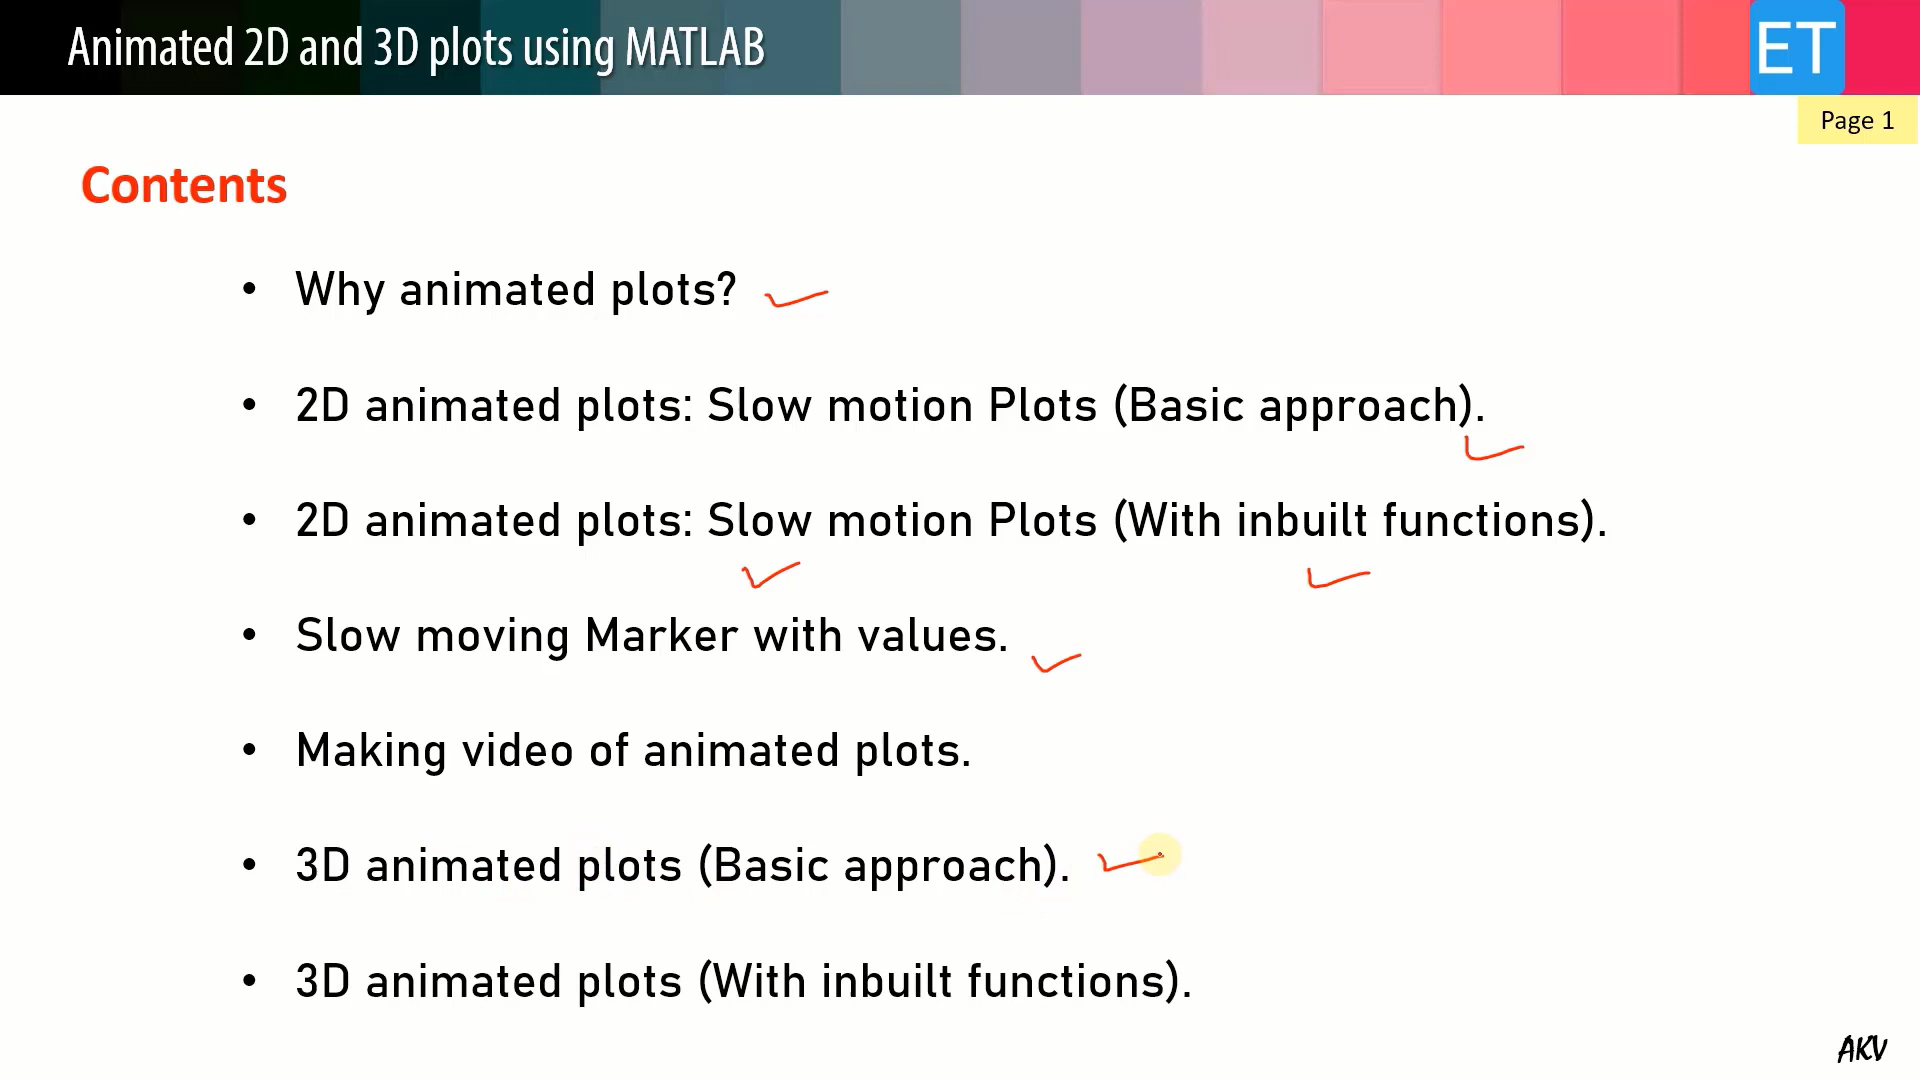 Animated 2D and 3D plots using MATLAB
ET
Page 1
Contents
• Why animated plots?
• 2D animated plots: Slow motion Plots (Basic approach).
• 2D animated plots: Slow motion Plots (With inbuilt functions).
• Slow moving Marker with values.
• Making video of animated plots.
• 3D animated plots (Basic approach).
• 3D animated plots (With inbuilt functions).
AKV